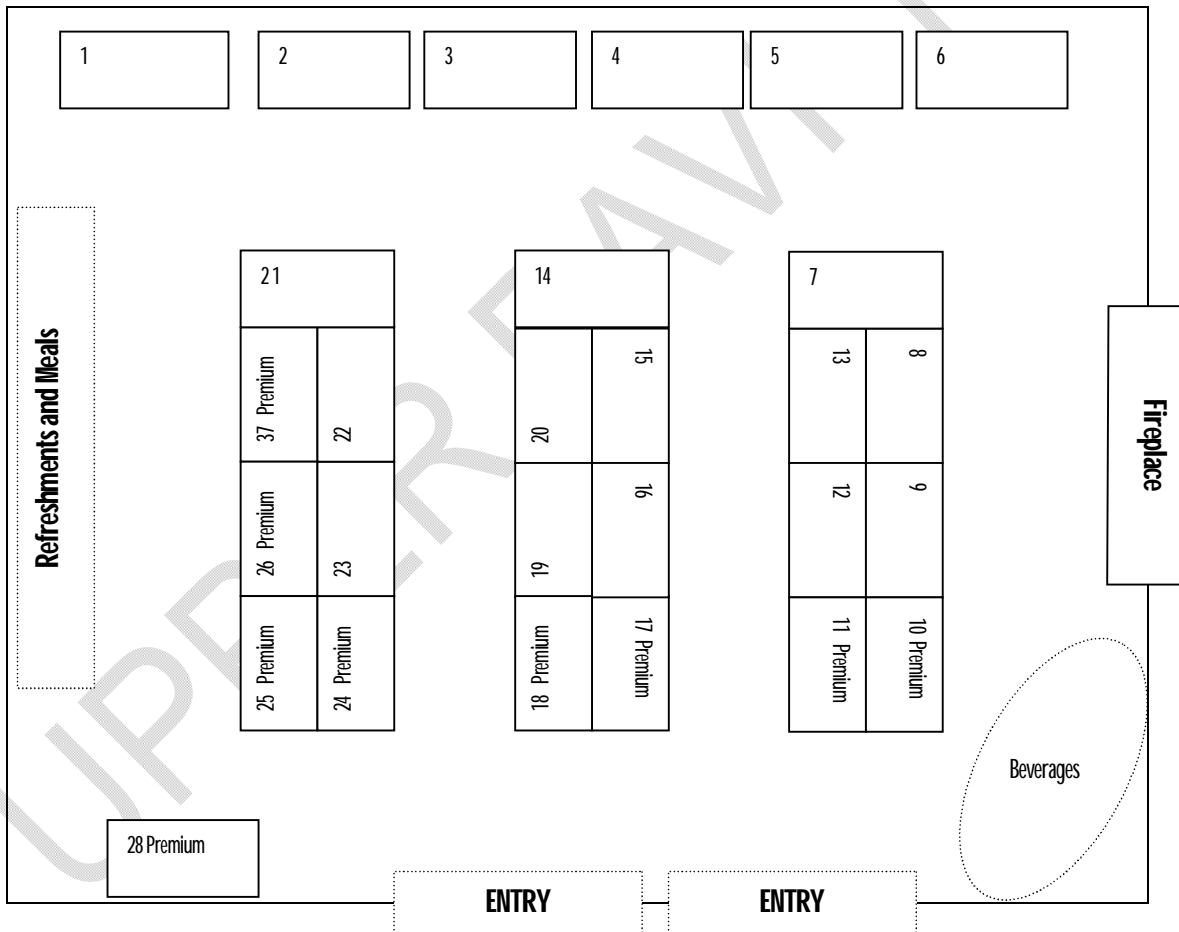 1
2
3
4
5
6
Refreshments and Meals
21
37 Premium
22
26 Premium
23
25 Premium
24 Premium
14
20
15
19
16
18 Premium
17 Premium
7
13
8
12
9
11 Premium
10 Premium
Fireplace
Beverages
28 Premium
ENTRY
ENTRY